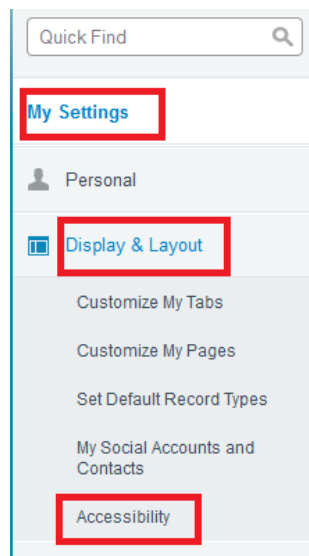 Quick Find
My Settings
Personal
Display & Layout
Customize My Tabs
Customize My Pages
Set Default Record Types
My Social Accounts and
Contacts
Accessibility